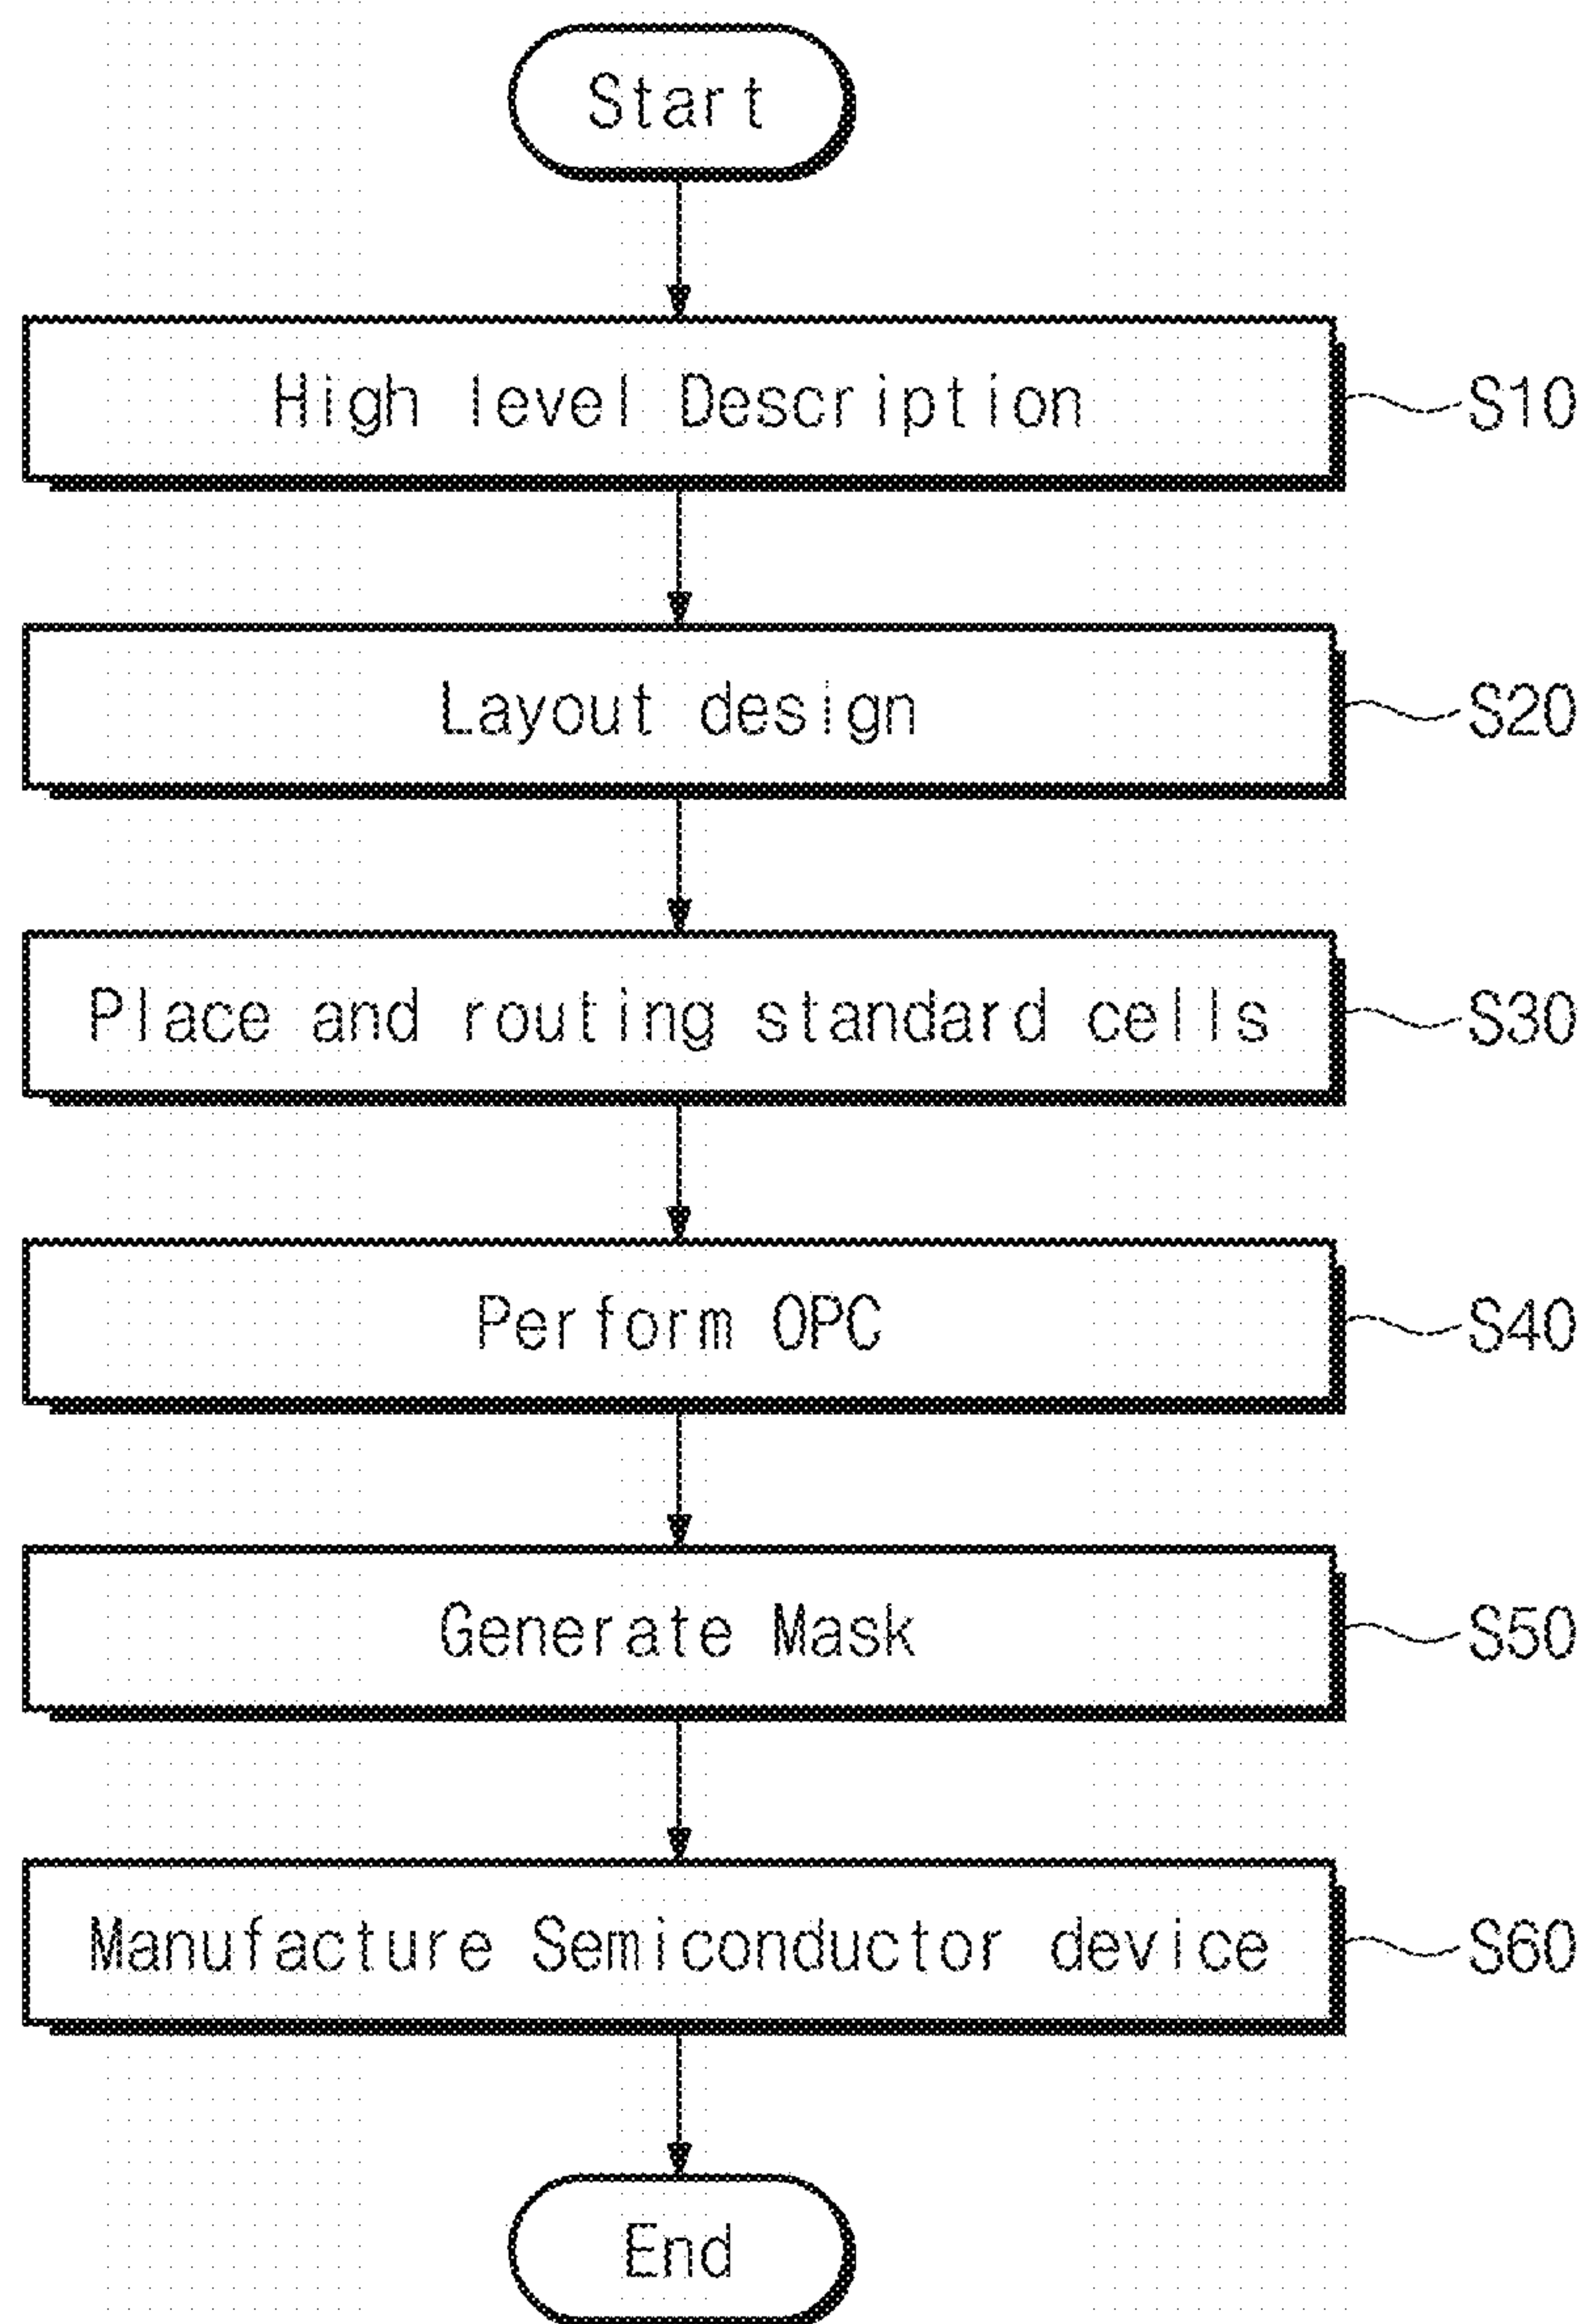 Start
High level Description
S10
Layout design
S20
Place and routing standard cells
S30
Perform OPC
S40
Generate Mask
S50
Manufacture Semiconductor device
S60
End